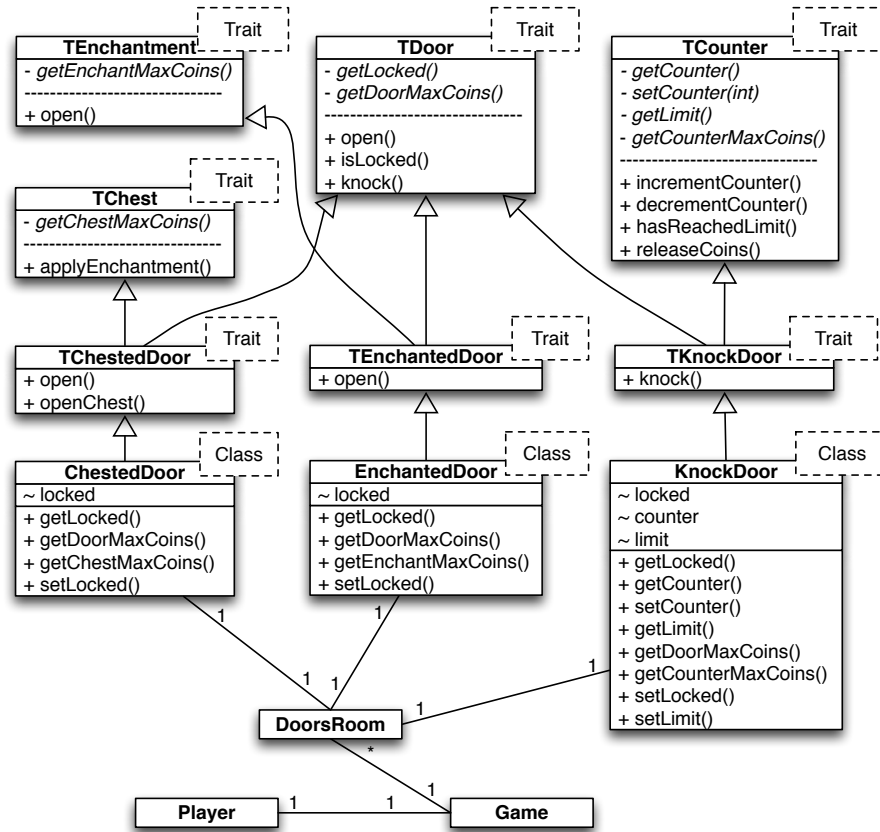 Trait
TEnchantment
- getEnchantMaxCoins()
--------------------------------
+ open()
Trait
TDoor
- getLocked()
- getDoorMaxCoins()
--------------------------------
+ open()
+ isLocked()
+ knock()
Trait
TCounter
- getCounter()
- setCounter(int)
- getLimit()
- getCounterMaxCoins()
--------------------------------
+ incrementCounter()
+ decrementCounter()
+ hasReachedLimit()
+ releaseCoins()
Trait
TChest
- getChestMaxCoins()
--------------------------------
+ applyEnchantment()
Trait
TChestedDoor
+ open()
+ openChest()
Trait
TEnchantedDoor
+ open()
Trait
TKnockDoor
+ knock()
Class
ChestedDoor
~ locked
+ getLocked()
+ getDoorMaxCoins()
+ getChestMaxCoins()
+ setLocked()
Class
EnchantedDoor
~ locked
+ getLocked()
+ getDoorMaxCoins()
+ getEnchantMaxCoins()
+ setLocked()
Class
KnockDoor
~ locked
~ counter
~ limit
+ getLocked()
+ getCounter()
+ setCounter()
+ getLimit()
+ getDoorMaxCoins()
+ getCounterMaxCoins()
+ setLocked()
+ setLimit()
1
1
1
1
1
1
DoorsRoom
*
1
Player
1
1
Game